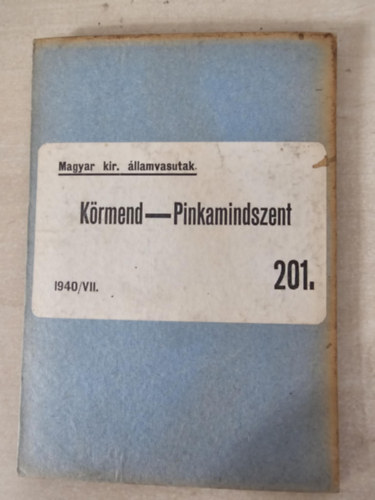 Magyar kir. államvasutak.
Körmend—Pinkamindszent
1940/VII.
201.